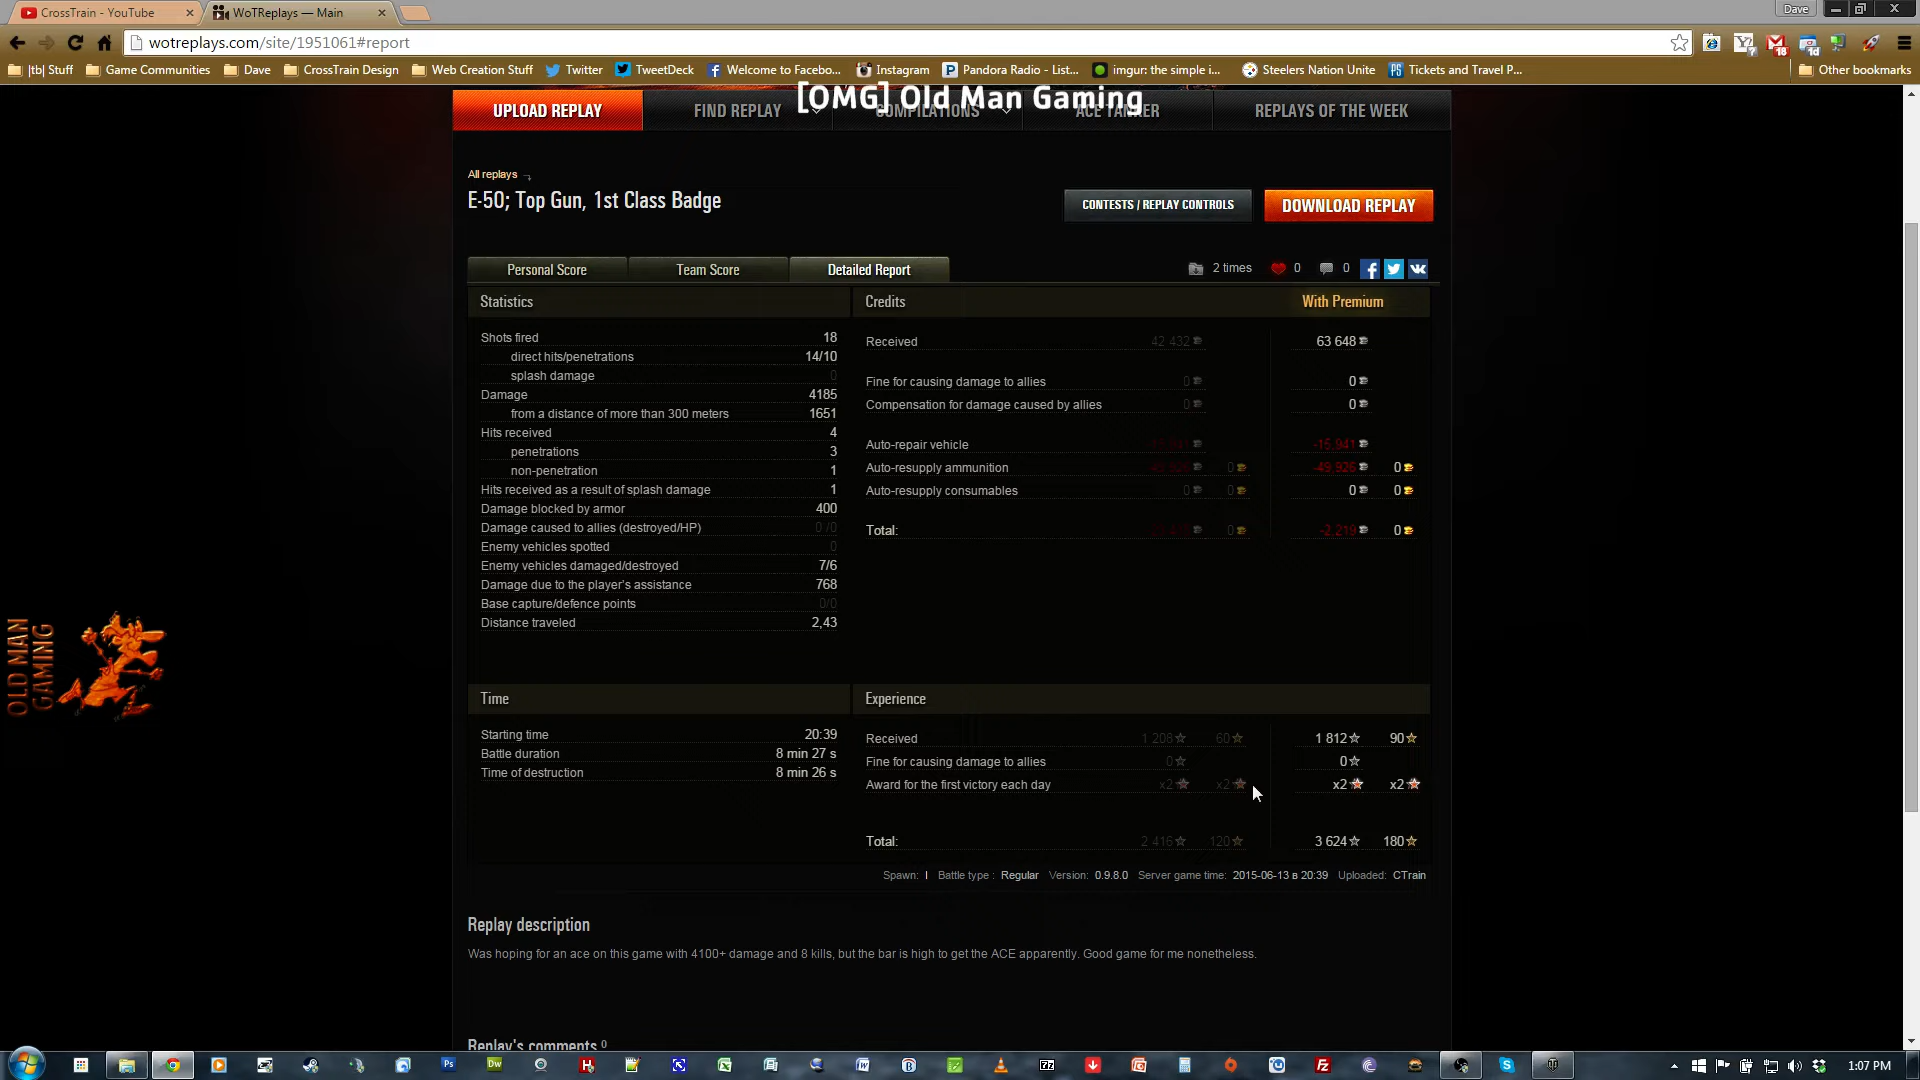 CrossTrain - YouTube
WoTReplays — Main
Dave
wotreplays.com/site/1951061#report
|tb| Stuff Game Communities Dave CrossTrain Design Web Creation Stuff Twitter TweetDeck Welcome to Facebo... Instagram Pandora Radio - List... imgur: the simple i... Steelers Nation Unite Tickets and Travel P... Other bookmarks
[OMG] Old Man Gaming
UPLOAD REPLAY FIND REPLAY COMPILATIONS ACE TANKER REPLAYS OF THE WEEK
All replays
E-50; Top Gun, 1st Class Badge
CONTESTS / REPLAY CONTROLS DOWNLOAD REPLAY
Personal Score Team Score Detailed Report 2 times 0 0
Statistics
Shots fired 18
direct hits/penetrations 14/10
splash damage 0
Damage 4185
from a distance of more than 300 meters 1651
Hits received 4
penetrations 3
non-penetration 1
Hits received as a result of splash damage 1
Damage blocked by armor 400
Damage caused to allies (destroyed/HP) 0 /0
Enemy vehicles spotted 0
Enemy vehicles damaged/destroyed 7/6
Damage due to the player's assistance 768
Base capture/defence points 0/0
Distance traveled 2,43
Credits With Premium
Received 42 432 63 648
Fine for causing damage to allies 0 0
Compensation for damage caused by allies 0 0
Auto-repair vehicle -15,941 -15,941
Auto-resupply ammunition -49,926 0 -49,926 0
Auto-resupply consumables 0 0 0 0
Total: 0 -2,219 0
Time
Starting time 20:39
Battle duration 8 min 27 s
Time of destruction 8 min 26 s
Experience
Received 1 208 60 1 812 90
Fine for causing damage to allies 0 0
Award for the first victory each day x2 x2 x2 x2
Total: 2 416 120 3 624 180
Spawn: I Battle type : Regular Version: 0.9.8.0 Server game time: 2015-06-13 в 20:39 Uploaded: CTrain
Replay description
Was hoping for an ace on this game with 4100+ damage and 8 kills, but the bar is high to get the ACE apparently. Good game for me nonetheless.
Replay's comments 0
OLD MAN
GAMING
1:07 PM